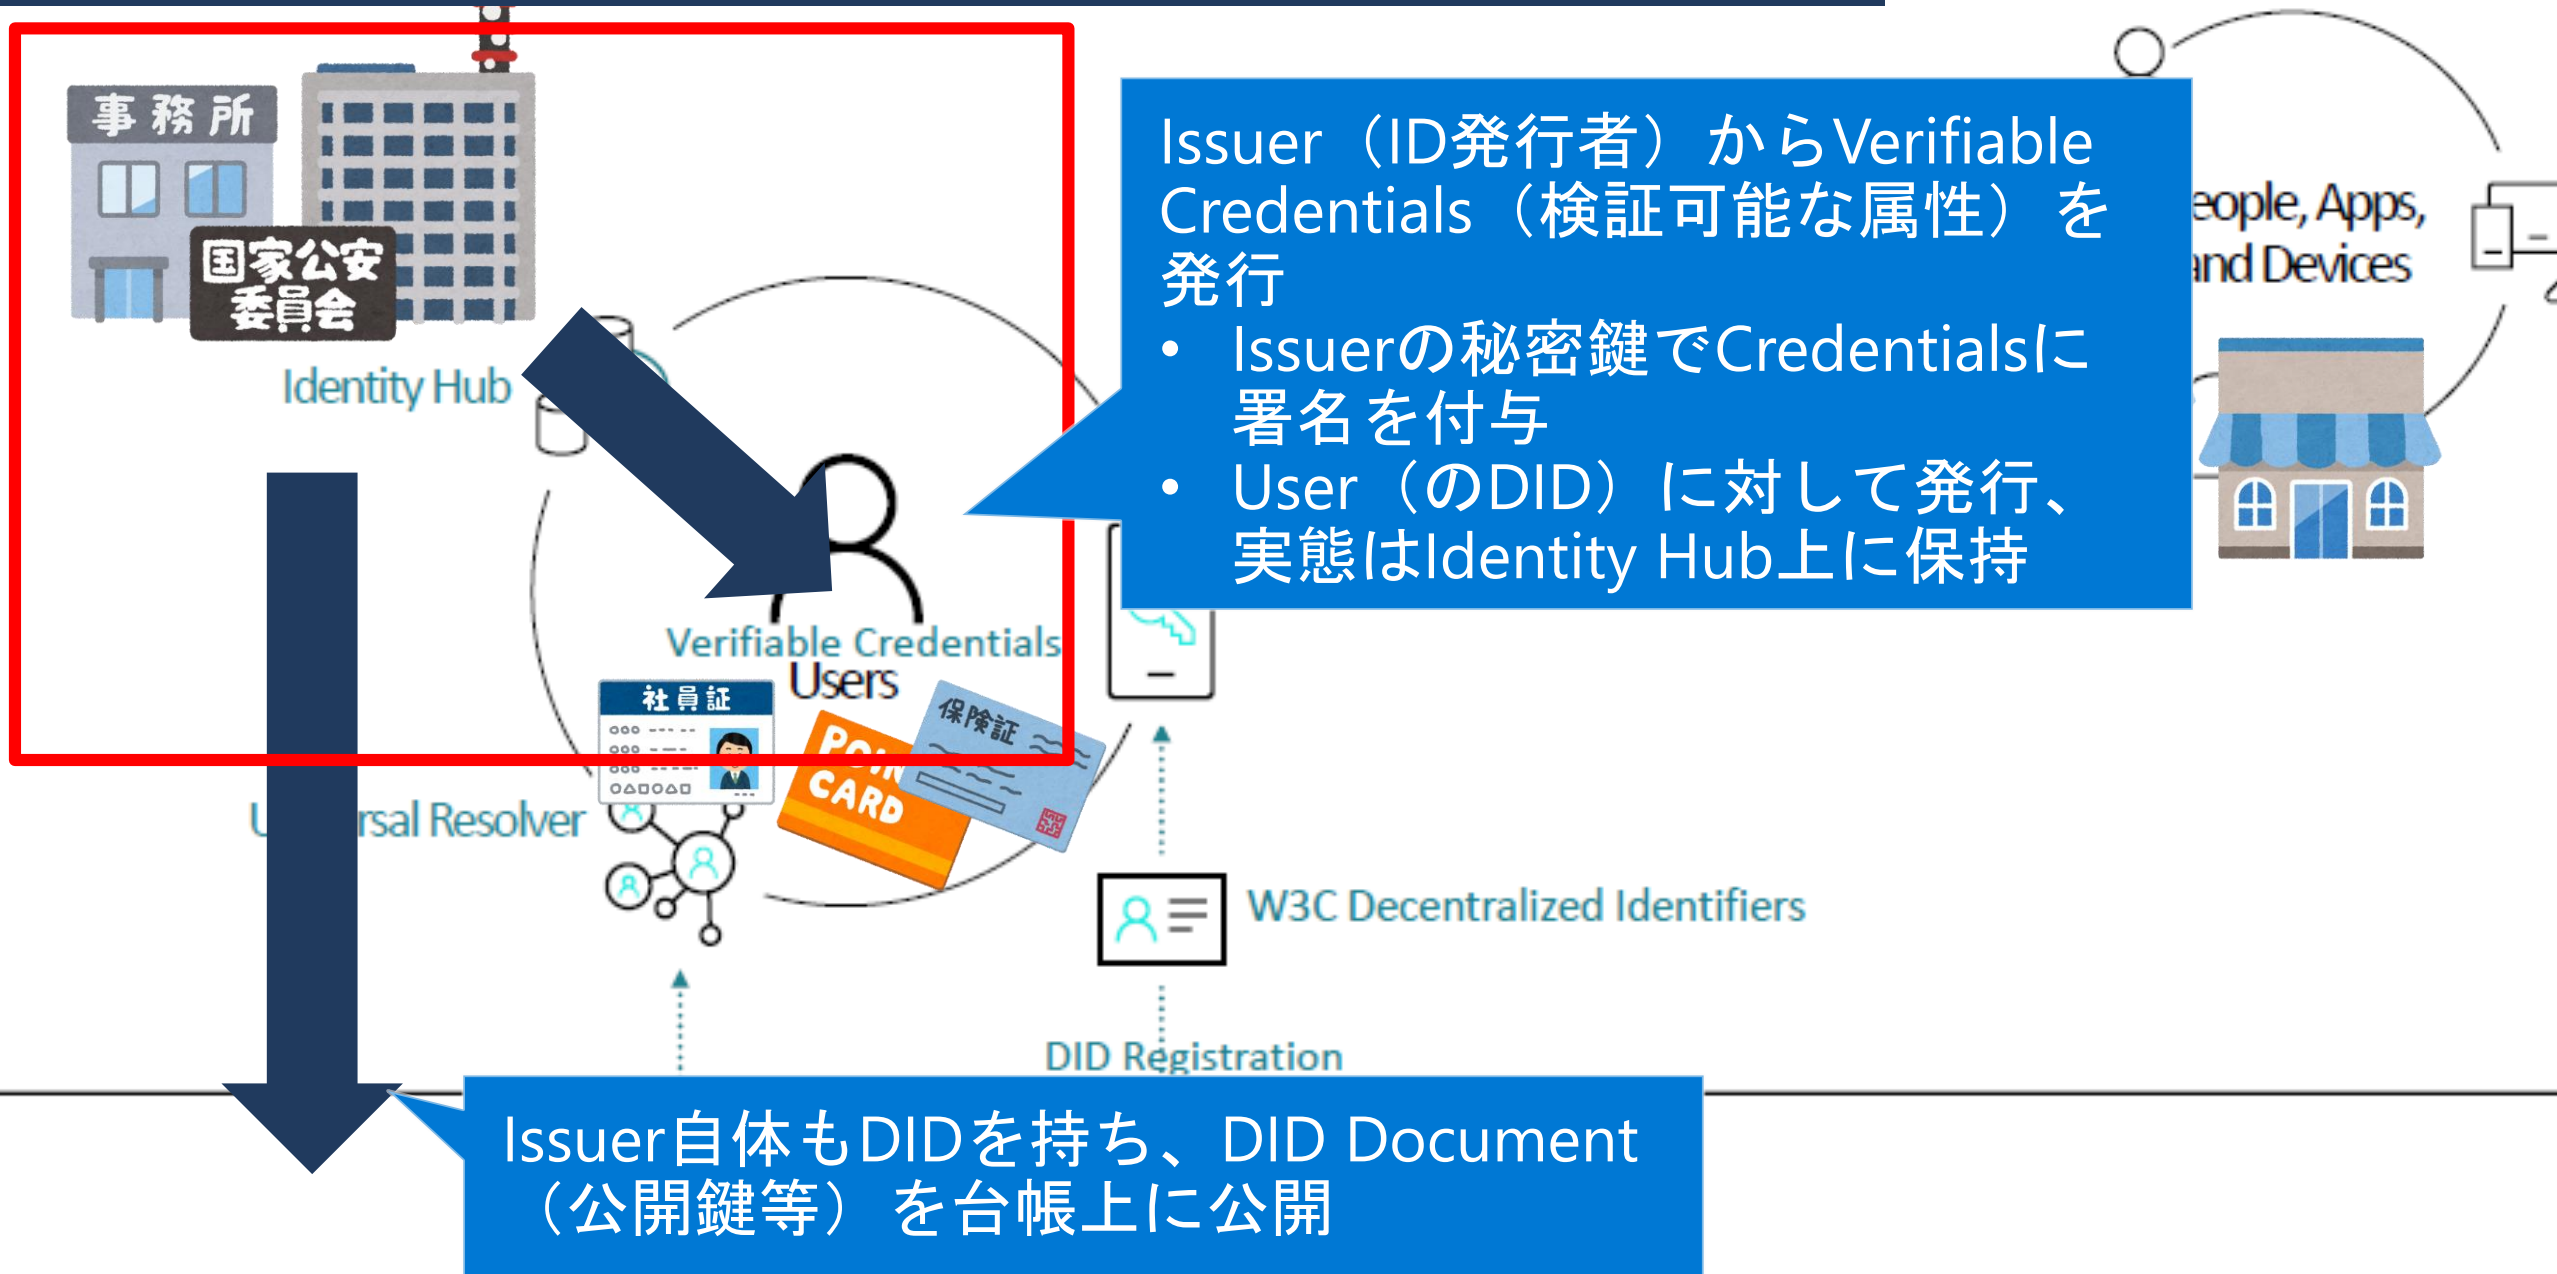 事務所
国家公安
委員会
Identity Hub
Issuer（ID発行者）からVerifiable
Credentials（検証可能な属性）を
発行
• Issuerの秘密鍵でCredentialsに
署名を付与
• User（のDID）に対して発行、
実態はIdentity Hub上に保持
eople, Apps,
and Devices
Verifiable Credentials
Users
社員証
保険証
POIN
CARD
U rsal Resolver
W3C Decentralized Identifiers
DID Registration
Issuer自体もDIDを持ち、DID Document
（公開鍵等）を台帳上に公開